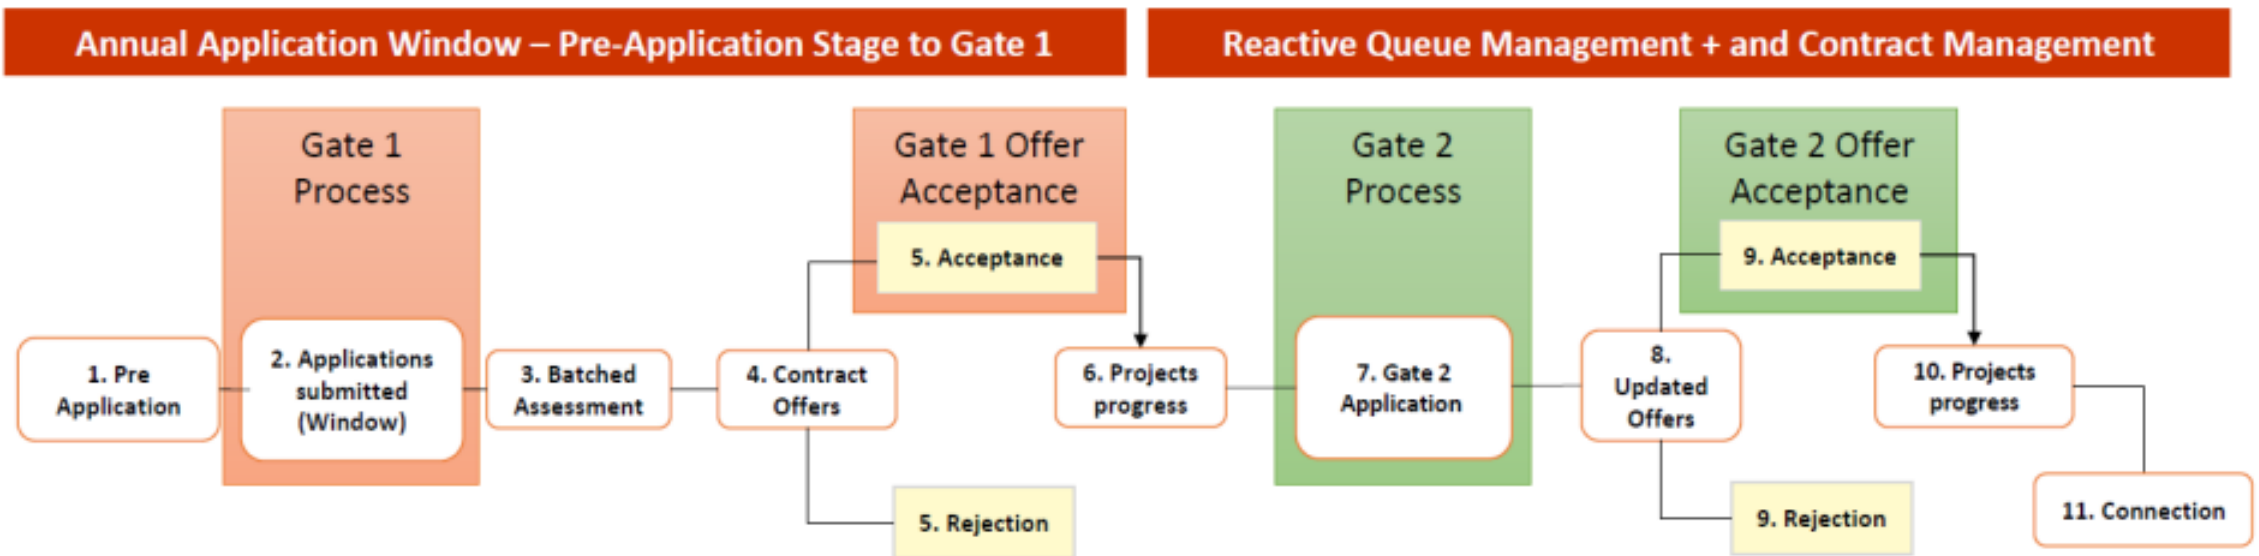 Annual Application Window – Pre-Application Stage to Gate 1
Reactive Queue Management + and Contract Management
Gate 1
Process
Gate 1 Offer
Acceptance
Gate 2
Process
Gate 2 Offer
Acceptance
1. Pre
Application
2. Applications
submitted
(Window)
3. Batched
Assessment
4. Contract
Offers
5. Acceptance
5. Rejection
6. Projects
progress
7. Gate 2
Application
8.
Updated
Offers
9. Acceptance
9. Rejection
10. Projects
progress
11. Connection